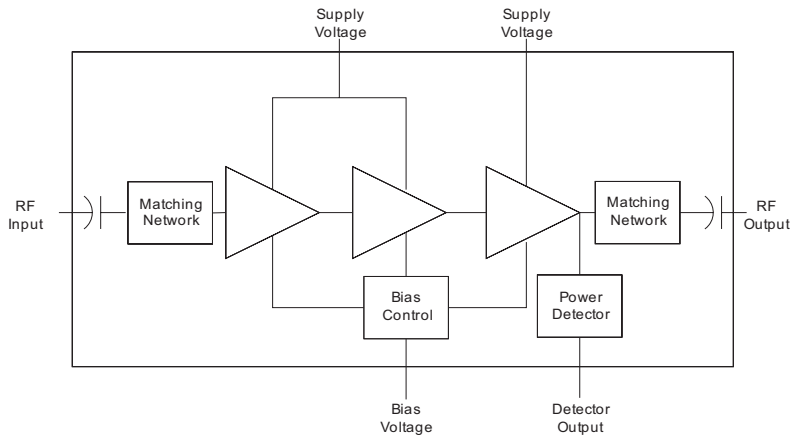 Supply
Voltage
Supply
Voltage
RF
Input
Matching
Network
Matching
Network
RF
Output
Bias
Control
Power
Detector
Bias
Voltage
Detector
Output